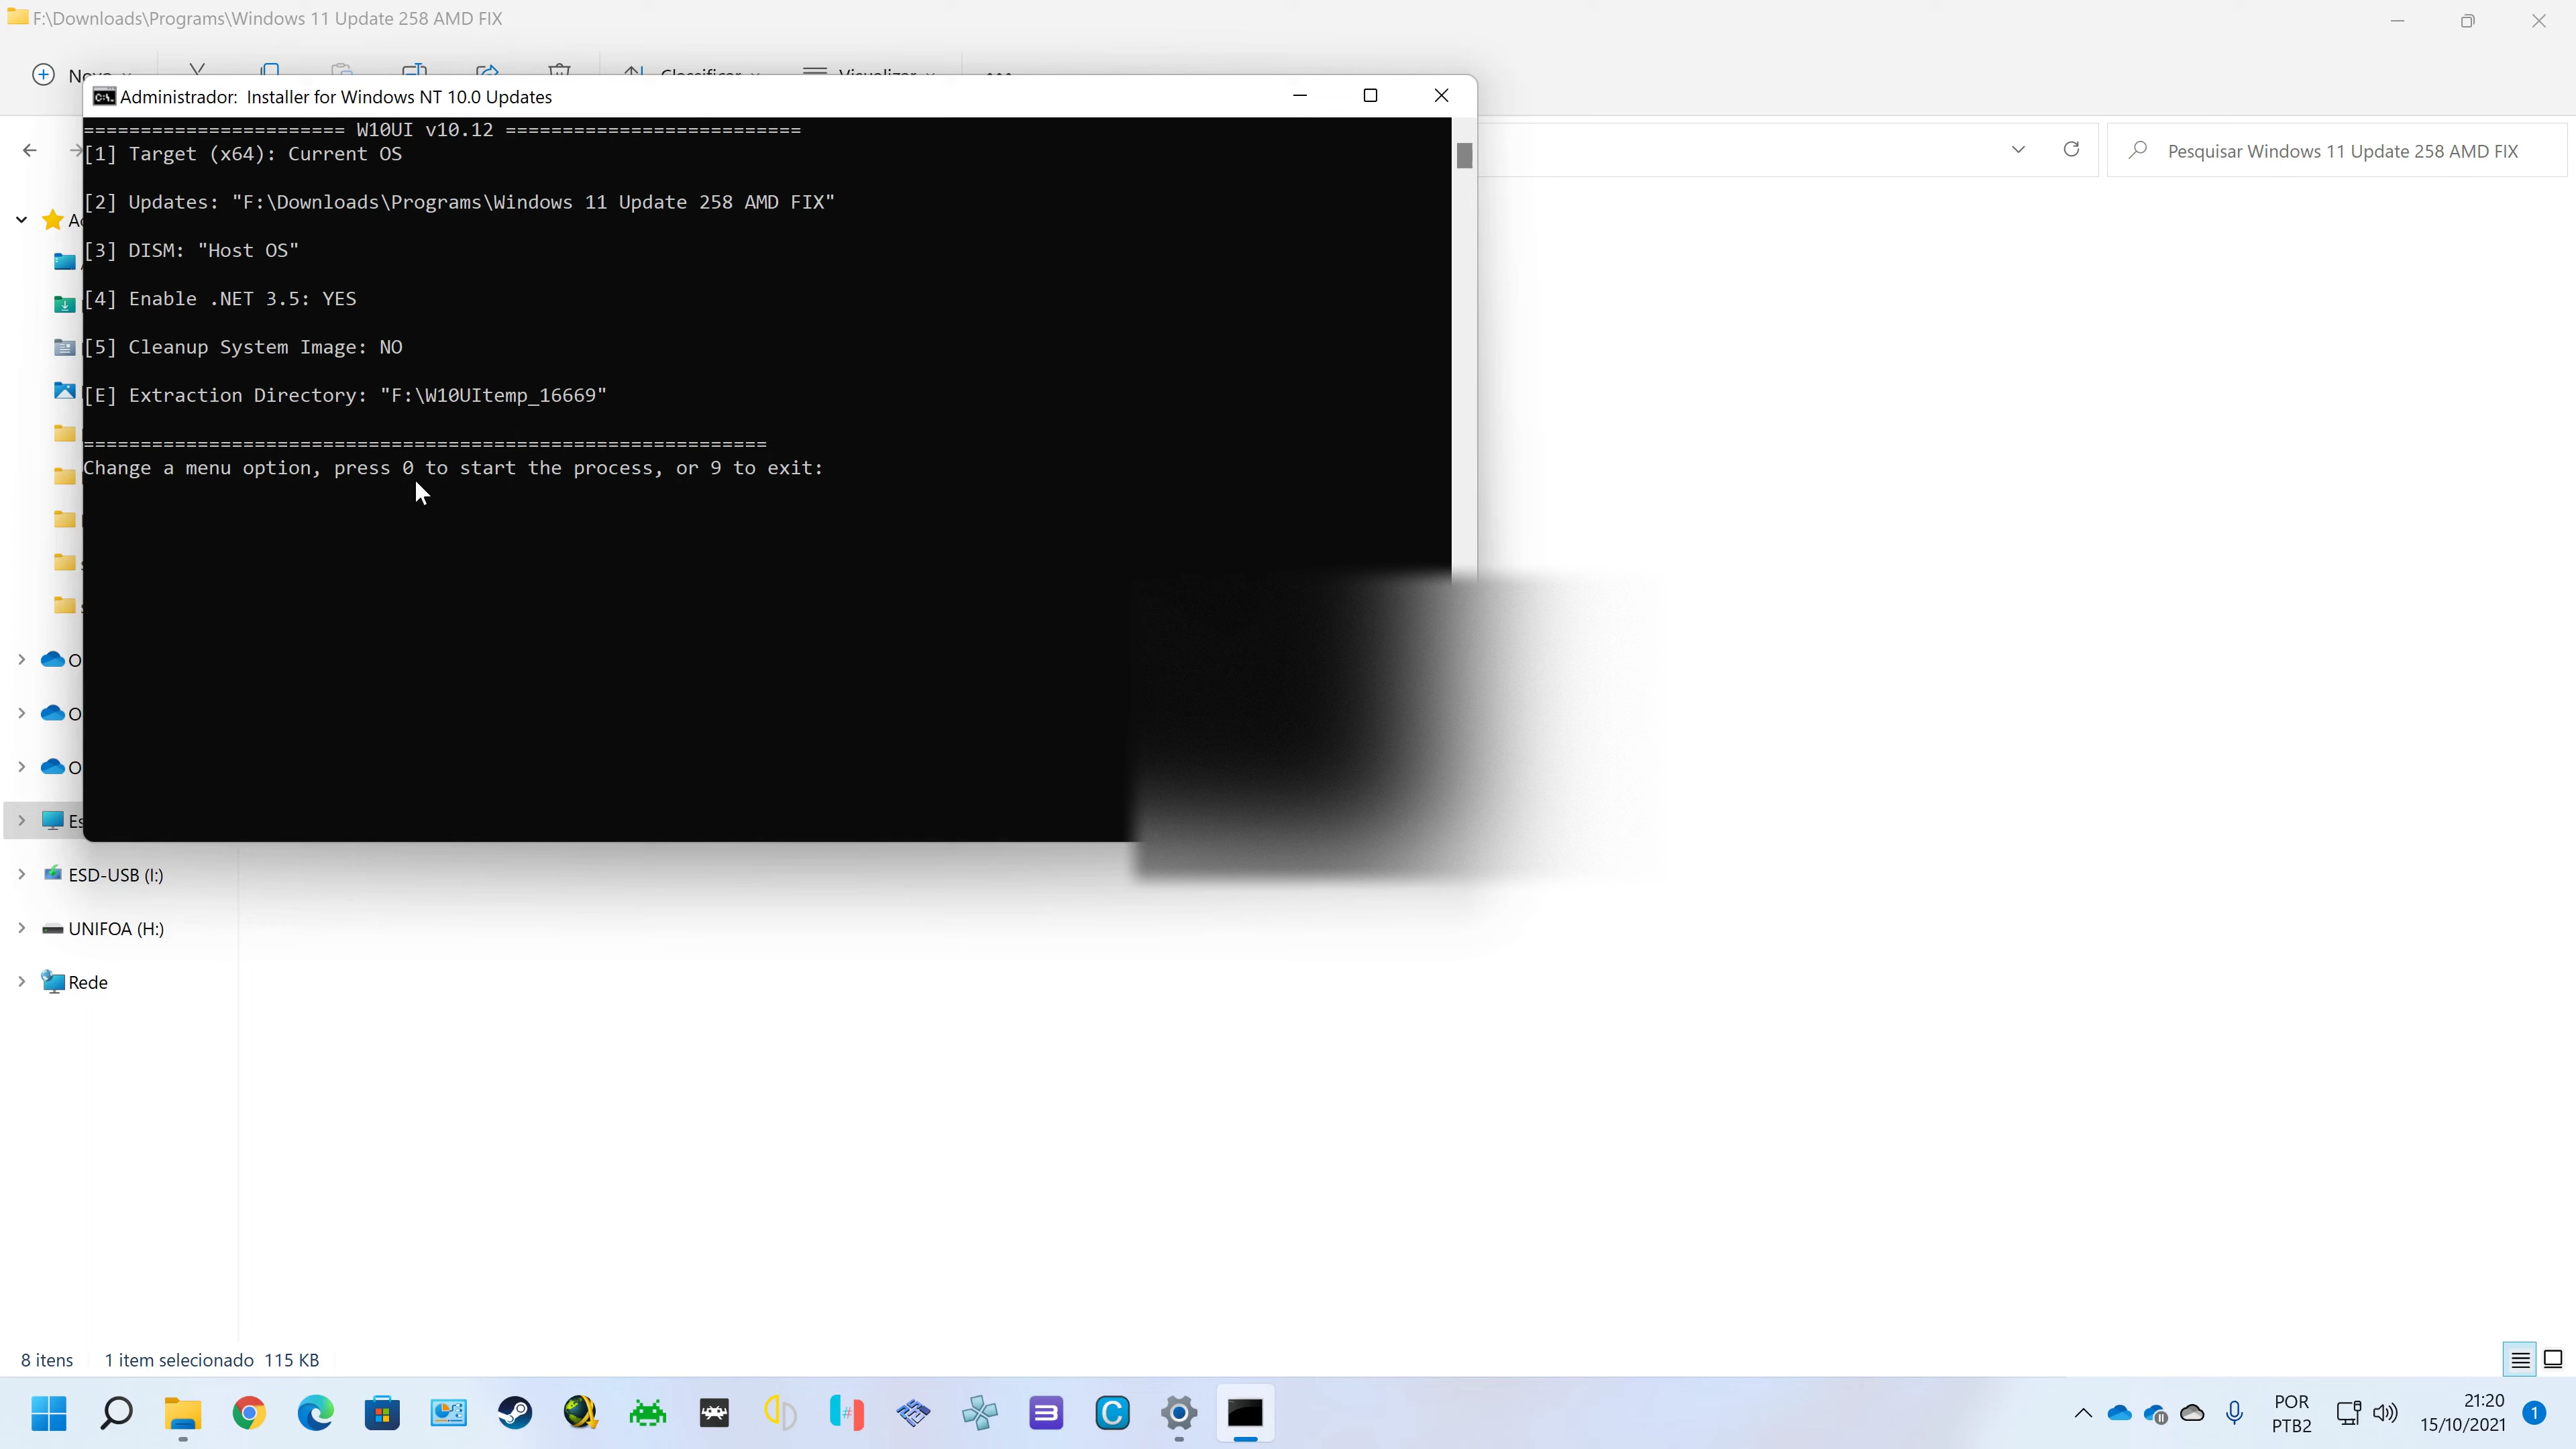 F:\Downloads\Programs\Windows 11 Update 258 AMD FIX
Administrador: Installer for Windows NT 10.0 Updates
======================= W10UI v10.12 ==========================
[1] Target (x64): Current OS
[2] Updates: "F:\Downloads\Programs\Windows 11 Update 258 AMD FIX"
[3] DISM: "Host OS"
[4] Enable .NET 3.5: YES
[5] Cleanup System Image: NO
[E] Extraction Directory: "F:\W10UItemp_16669"
============================================================
Change a menu option, press 0 to start the process, or 9 to exit:
Pesquisar Windows 11 Update 258 AMD FIX
ESD-USB (I:)
UNIFOA (H:)
Rede
8 itens
1 item selecionado 115 KB
POR
PTB2
21:20
15/10/2021
1